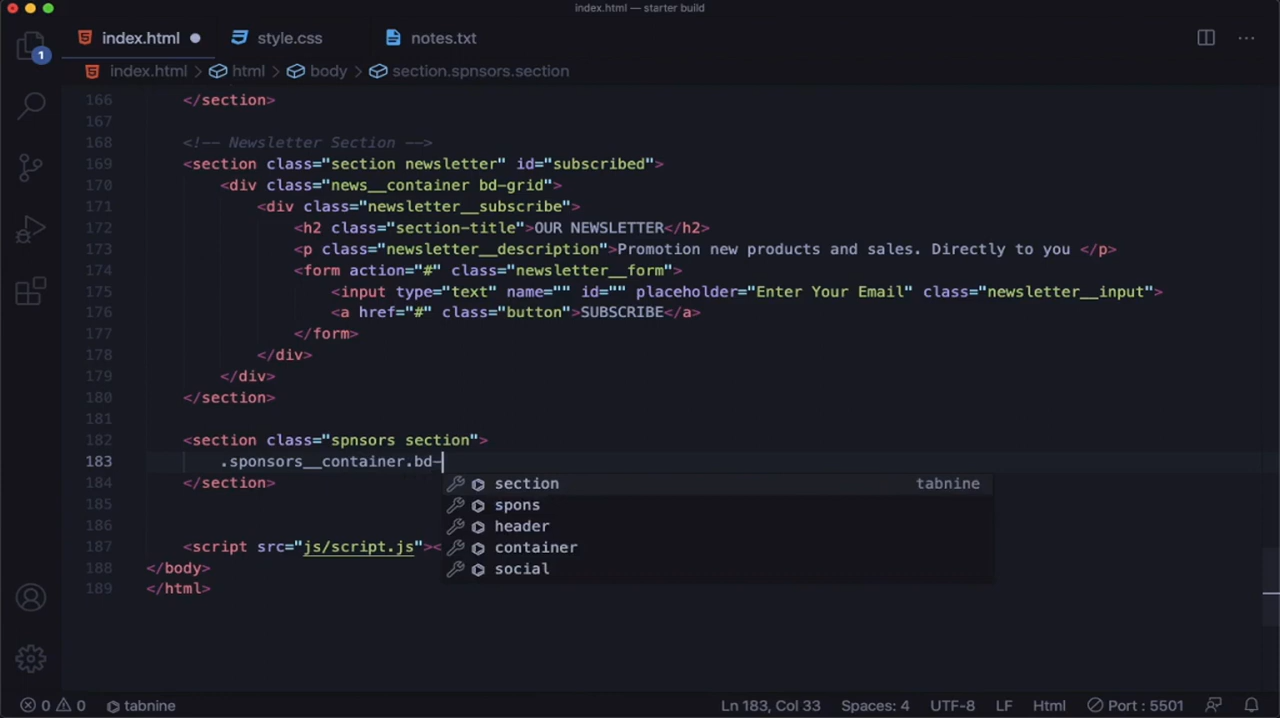 index.html — starter build
index.html style.css notes.txt
1
index.html html body section.spnsors.section
166 </section>
167
168 <!-- Newsletter Section -->
169 <section class="section newsletter" id="subscribed">
170 <div class="news__container bd-grid">
171 <div class="newsletter__subscribe">
172 <h2 class="section-title">OUR NEWSLETTER</h2>
173 <p class="newsletter__description">Promotion new products and sales. Directly to you </p>
174 <form action="#" class="newsletter__form">
175 <input type="text" name="" id="" placeholder="Enter Your Email" class="newsletter__input">
176 <a href="#" class="button">SUBSCRIBE</a>
177 </form>
178 </div>
179 </div>
180 </section>
181
182 <section class="spnsors section">
183 .sponsors__container.bd-
184 </section>
section tabnine
185
spons
186
header
187 <script src="js/script.js"><
container
188 </body>
social
189 </html>
0 0 tabnine Ln 183, Col 33 Spaces: 4 UTF-8 LF Html Port : 5501